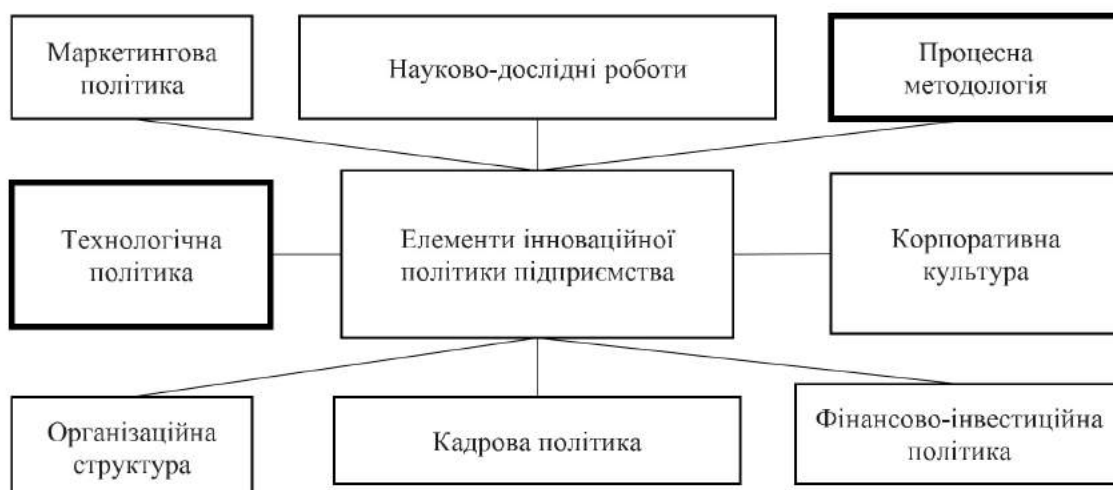 Маркетингова
політика
Науково-дослідні роботи
Процесна
методологія
Технологічна
політика
Елементи інноваційної
політики підприємства
Корпоративна
культура
Організаційна
структура
Кадрова політика
Фінансово-інвестиційна
політика